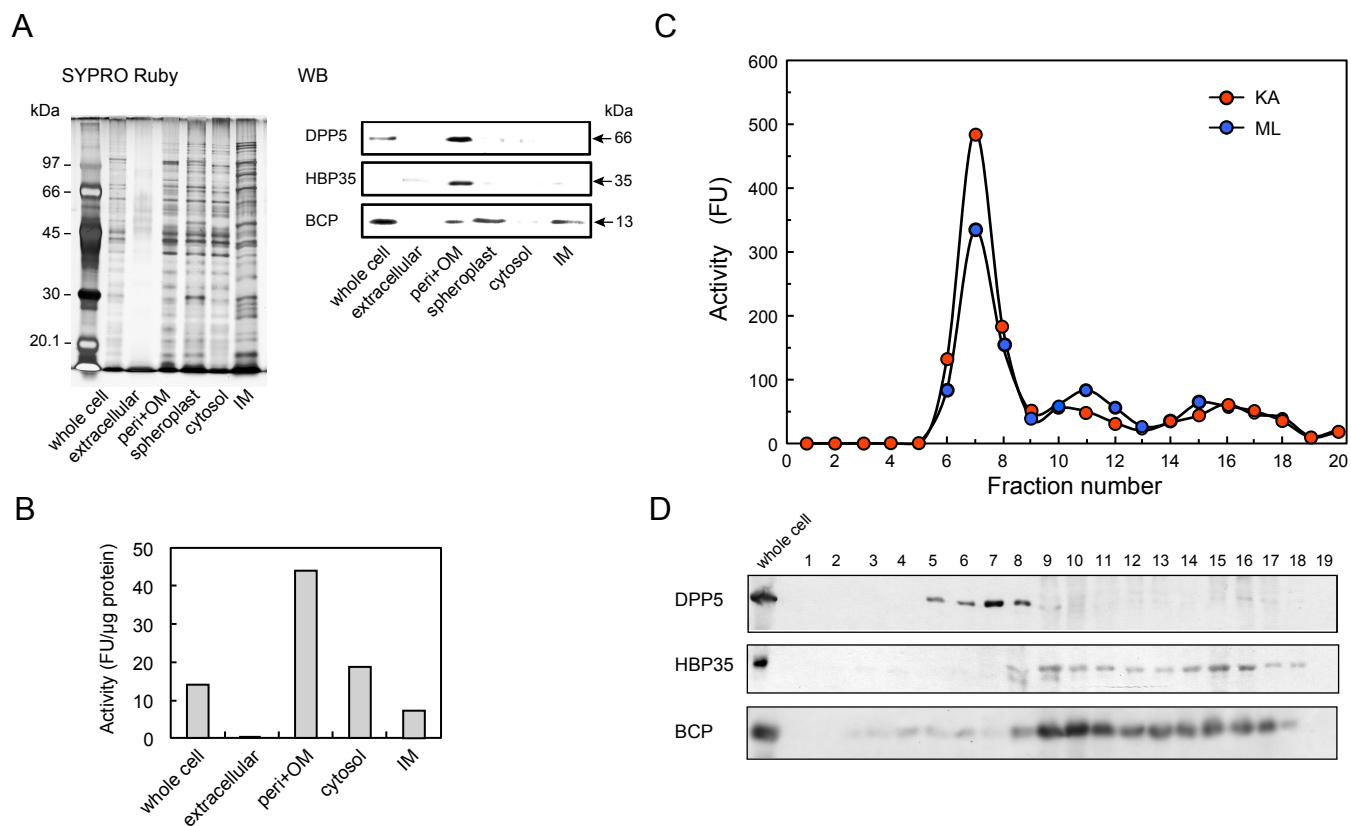 A
SYPRO Ruby
WB
kDa
97
66
45
30
20.1
whole cell
extracellular
peri+OM
spheroplast
cytosol
IM
kDa
DPP5
66
HBP35
35
BCP
13
whole cell
extracellular
peri+OM
spheroplast
cytosol
IM
B
Activity (FU/µg protein)
50
40
30
20
10
0
whole cell
extracellular
peri+OM
cytosol
IM
C
Activity (FU)
600
500
400
300
200
100
0
KA
ML
0 2 4 6 8 10 12 14 16 18 20
Fraction number
D
whole cell 1 2 3 4 5 6 7 8 9 10 11 12 13 14 15 16 17 18 19
DPP5
HBP35
BCP